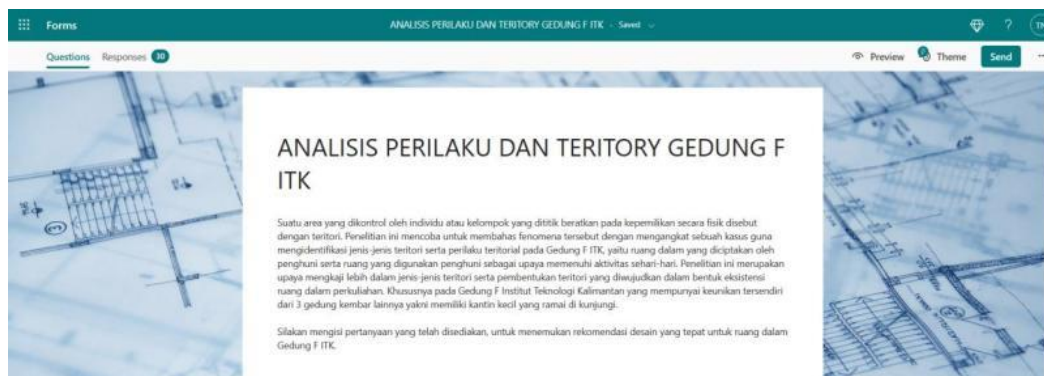 Forms
ANALISIS PERILAKU DAN TERITORY GEDUNG F ITK - Saved
?
Questions Responses 30
Preview Theme Send ...
ANALISIS PERILAKU DAN TERITORY GEDUNG F
ITK
Suatu area yang dikontrol oleh individu atau kelompok yang dititik beratkan pada kepemilikan secara fisik disebut
dengan teritori. Penelitian ini mencoba untuk membahas fenomena tersebut dengan mengangkat sebuah kasus guna
mengidentifikasi jenis-jenis teritori serta perilaku teritorial pada Gedung F ITK, yaitu ruang dalam yang diciptakan oleh
penghuni serta ruang yang digunakan penghuni sebagai upaya memenuhi aktivitas sehari-hari. Penelitian ini merupakan
upaya mengkaji lebih dalam jenis-jenis teritori serta pembentukan teritori yang diwujudkan dalam bentuk eksistensi
ruang dalam perkuliahan. Khususnya pada Gedung F Institut Teknologi Kalimantan yang mempunyai keunikan tersendiri
dari 3 gedung kembar lainnya yakni memiliki kantin kecil yang ramai di kunjungi.
Silakan mengisi pertanyaan yang telah disediakan, untuk menemukan rekomendasi desain yang tepat untuk ruang dalam
Gedung F ITK.